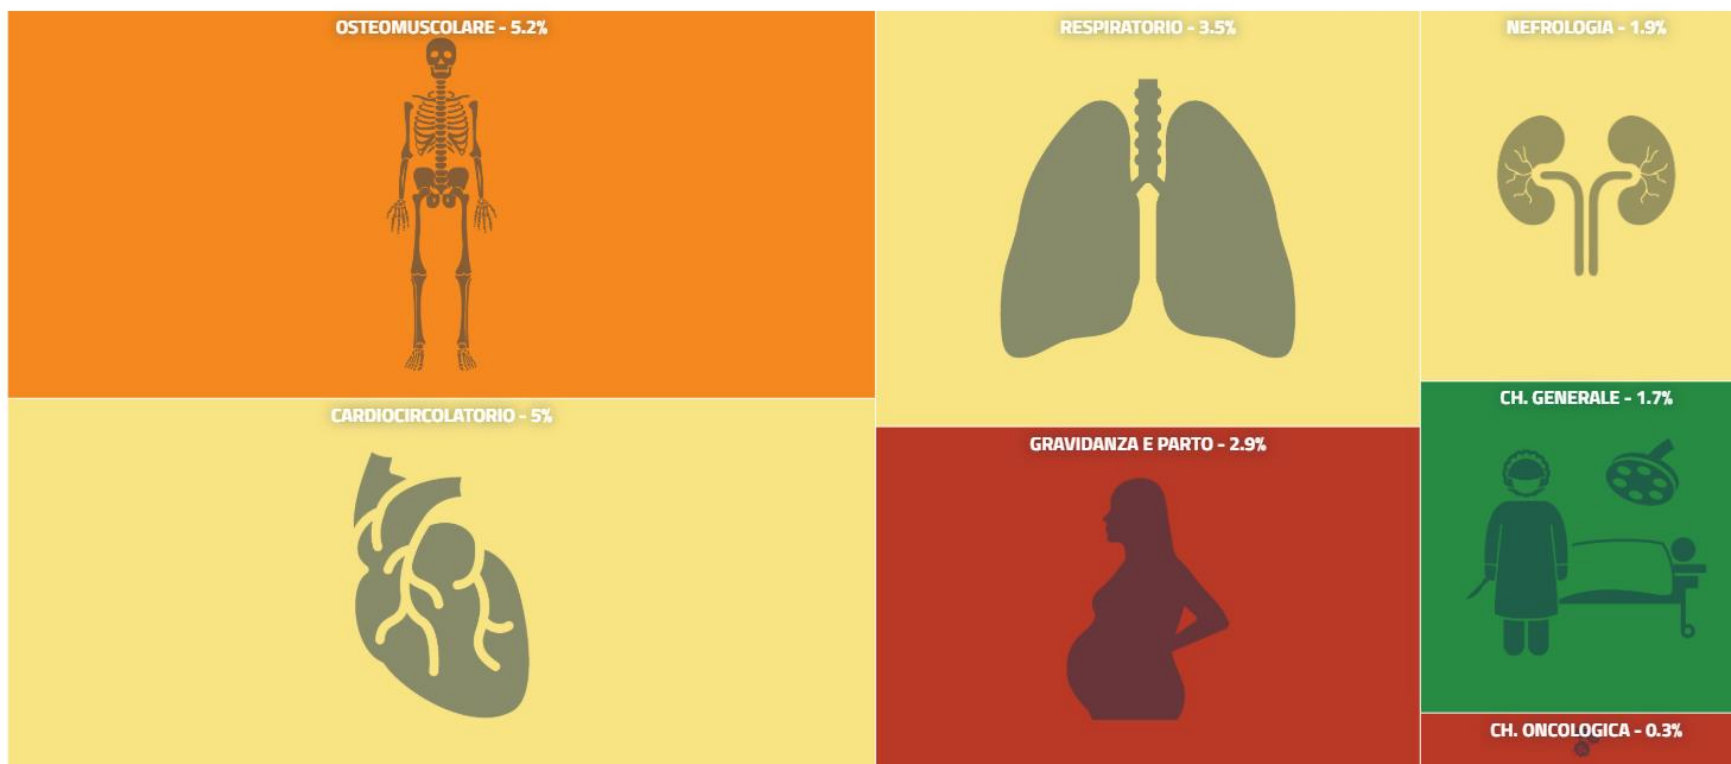 OSTEOMUSCOLARE - 5.2%
RESPIRATORIO - 3.5%
NEFROLOGIA - 1.9%
CH. GENERALE - 1.7%
CARDIOCIRCOLATORIO - 5%
GRAVIDANZA E PARTO - 2.9%
CH. ONCOLOGICA - 0.3%